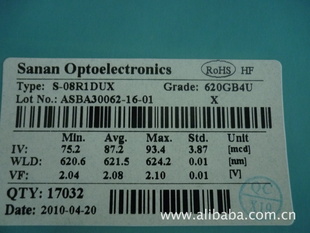 Sanan Optoelectronics RoHS HF
Type: S-08R1DUX Grade: 620GB4U
Lot No.: ASBA30062-16-01 X
Min. Avg. Max. S.t. Unit
IV: 75.2 87.2 93.4 3.87 [mcd]
WLD: 620.6 621.5 624.2 0.01 [nm]
VF: 2.04 2.08 2.10 0.01 [V]
QTY: 17032
QC
Date: 2010-04-20
alibaba.com.cn